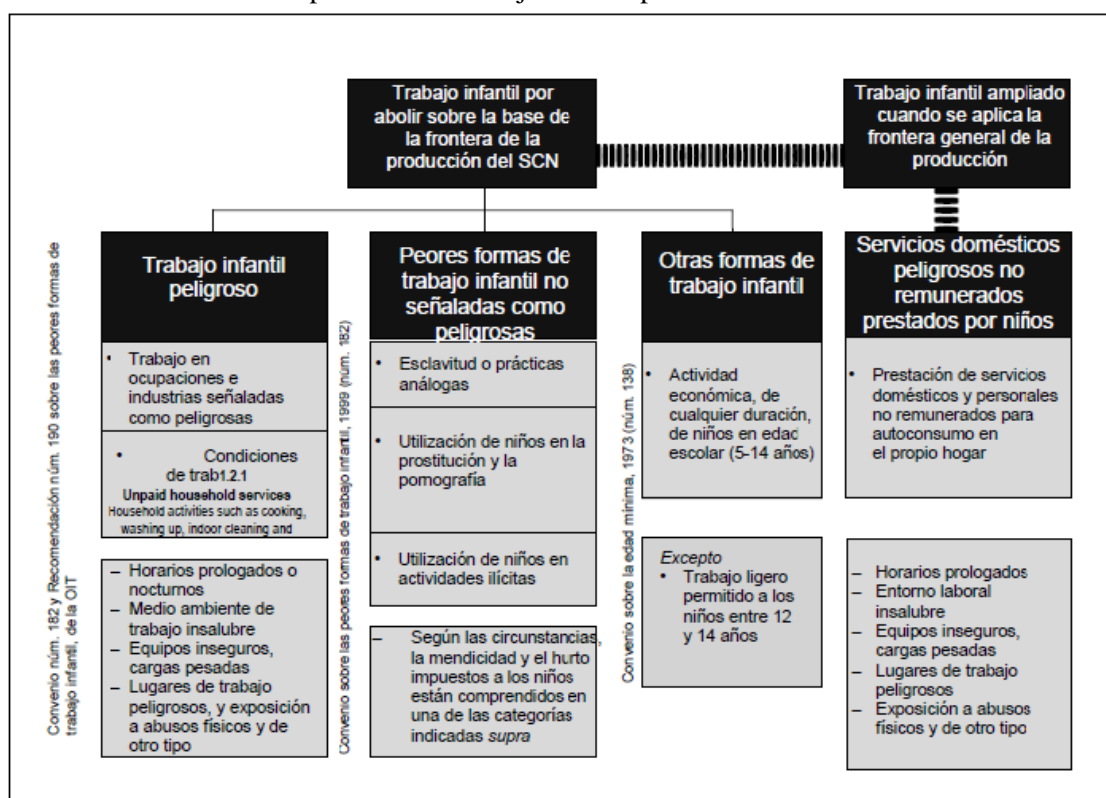 Trabajo infantil por
abolir sobre la base de
la frontera de la
producción del SCN
Trabajo infantil ampliado
cuando se aplica la
frontera general de la
producción
Convenio núm. 182 y Recomendación núm. 190 sobre las peores formas de
trabajo infantil, de la OIT
Trabajo infantil
peligroso
• Trabajo en
ocupaciones e
industrias señaladas
como peligrosas
• Condiciones
de trab1.2.1
Unpaid household services
Household activities such as cooking,
washing up, indoor cleaning and
– Horarios prologados o
nocturnos
– Medio ambiente de
trabajo insalubre
– Equipos inseguros,
cargas pesadas
– Lugares de trabajo
peligrosos, y exposición
a abusos físicos y de
otro tipo
Convenio sobre las peores formas de trabajo infantil, 1999 (núm. 182)
Peores formas de
trabajo infantil no
señaladas como
peligrosas
• Esclavitud o prácticas
análogas
• Utilización de niños en la
prostitución y la
pornografía
• Utilización de niños en
actividades ilícitas
– Según las circunstancias,
la mendicidad y el hurto
impuestos a los niños
están comprendidos en
una de las categorías
indicadas supra
Convenio sobre la edad mínima, 1973 (núm. 138)
Otras formas de
trabajo infantil
• Actividad
económica, de
cualquier duración,
de niños en edad
escolar (5-14 años)
Excepto
• Trabajo ligero
permitido a los
niños entre 12
y 14 años
Servicios domésticos
peligrosos no
remunerados
prestados por niños
• Prestación de servicios
domésticos y personales
no remunerados para
autoconsumo en
el propio hogar
– Horarios prologados
– Entorno laboral
insalubre
– Equipos inseguros,
cargas pesadas
– Lugares de trabajo
peligrosos
– Exposición a abusos
físicos y de otro tipo